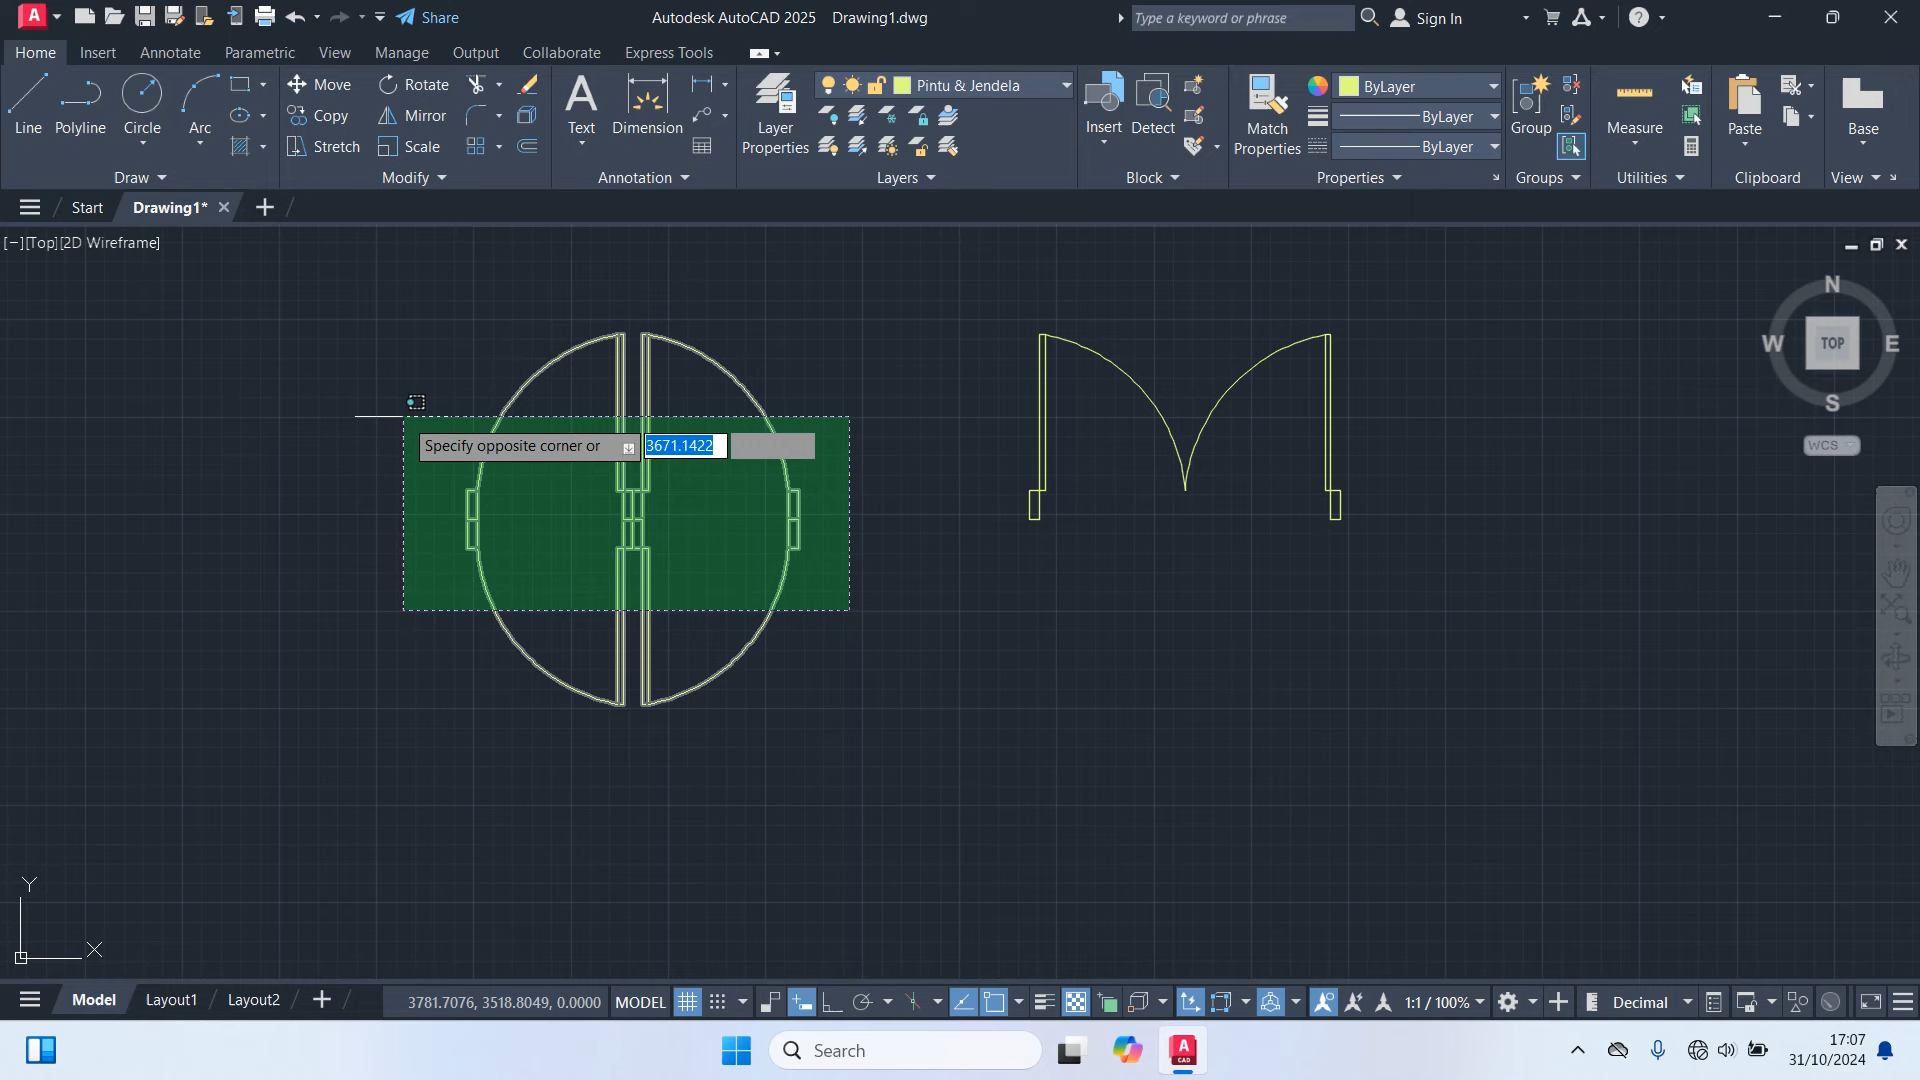 A Share Autodesk AutoCAD 2025 Drawing1.dwg Type a keyword or phrase Sign In
Home Insert Annotate Parametric View Manage Output Collaborate Express Tools
Move Rotate Pintu & Jendela ByLayer
Copy Mirror ByLayer
Line Polyline Circle Arc Text Dimension Layer Properties Insert Detect Match Properties Group Measure Paste Base
Stretch Scale ByLayer
Draw Modify Annotation Layers Block Properties Groups Utilities Clipboard View
Start Drawing1*
[−][Top][2D Wireframe]
N
W TOP E
S
WCS
Specify opposite corner or 3671.1422
Y
X
Model Layout1 Layout2 3781.7076, 3518.8049, 0.0000 MODEL 1:1 / 100% Decimal
Search A CAD 17:07
31/10/2024